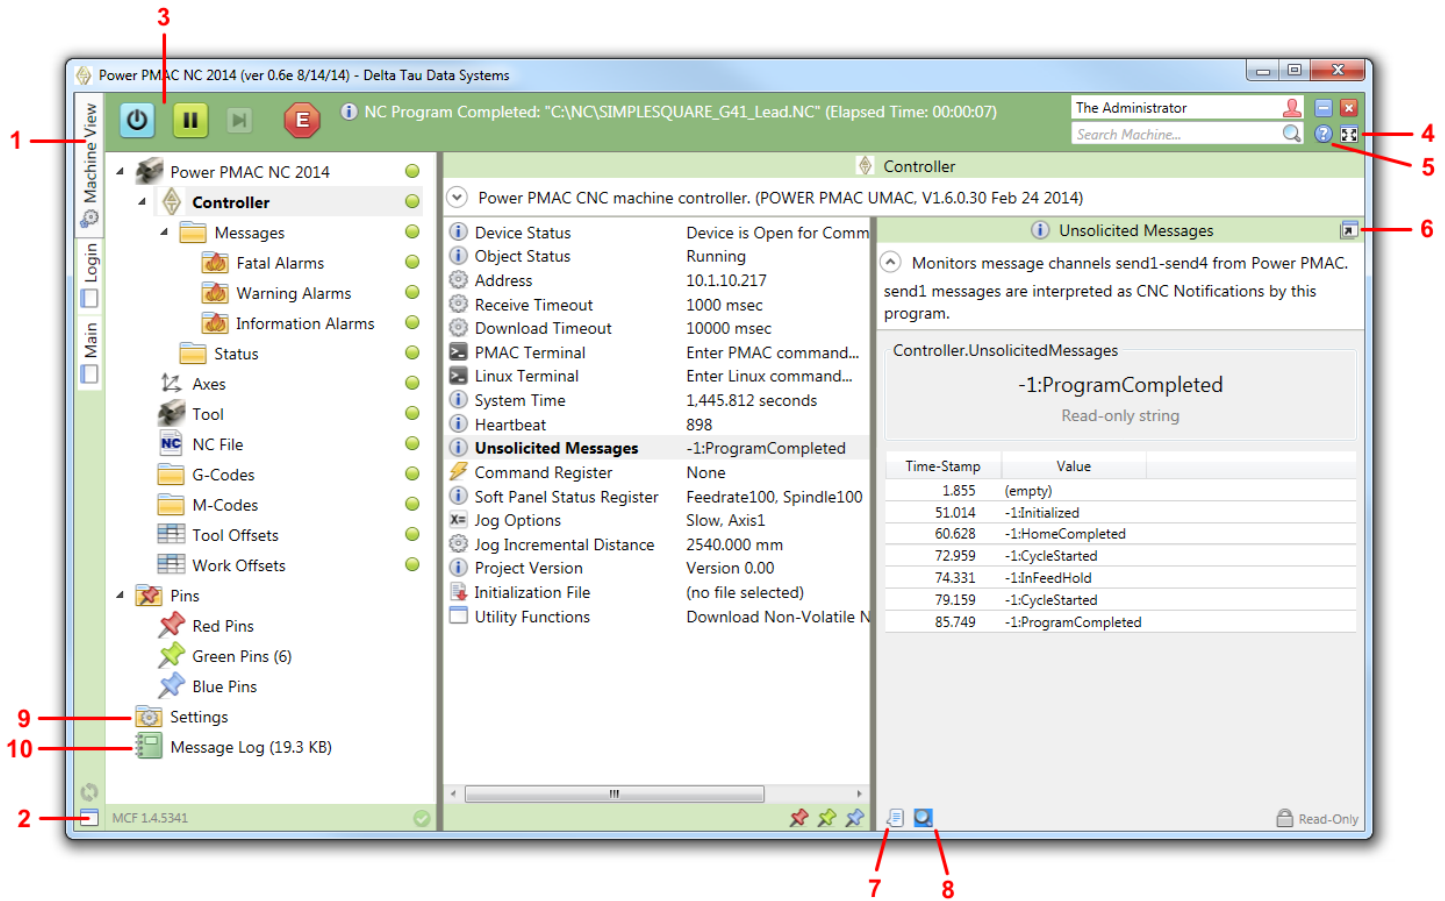 3
Power PMAC NC 2014 (ver 0.6e 8/14/14) - Delta Tau Data Systems
1
Machine View
Login
Main
E
NC Program Completed: "C:\NC\SIMPLESQUARE_G41_Lead.NC" (Elapsed Time: 00:00:07)
The Administrator
Search Machine...
4
5
Power PMAC NC 2014
Controller
Messages
Fatal Alarms
Warning Alarms
Information Alarms
Status
Axes
Tool
NC NC File
G-Codes
M-Codes
Tool Offsets
Work Offsets
Pins
Red Pins
Green Pins (6)
Blue Pins
9
Settings
10
Message Log (19.3 KB)
2
MCF 1.4.5341
Controller
Power PMAC CNC machine controller. (POWER PMAC UMAC, V1.6.0.30 Feb 24 2014)
Device Status Device is Open for Comm
Object Status Running
Address 10.1.10.217
Receive Timeout 1000 msec
Download Timeout 10000 msec
PMAC Terminal Enter PMAC command...
Linux Terminal Enter Linux command...
System Time 1,445.812 seconds
Heartbeat 898
Unsolicited Messages -1:ProgramCompleted
Command Register None
Soft Panel Status Register Feedrate100, Spindle100
X= Jog Options Slow, Axis1
Jog Incremental Distance 2540.000 mm
Project Version Version 0.00
Initialization File (no file selected)
Utility Functions Download Non-Volatile N
Unsolicited Messages
6
Monitors message channels send1-send4 from Power PMAC.
send1 messages are interpreted as CNC Notifications by this
program.
Controller.UnsolicitedMessages
-1:ProgramCompleted
Read-only string
Time-Stamp Value
1.855 (empty)
51.014 -1:Initialized
60.628 -1:HomeCompleted
72.959 -1:CycleStarted
74.331 -1:InFeedHold
79.159 -1:CycleStarted
85.749 -1:ProgramCompleted
Read-Only
7
8